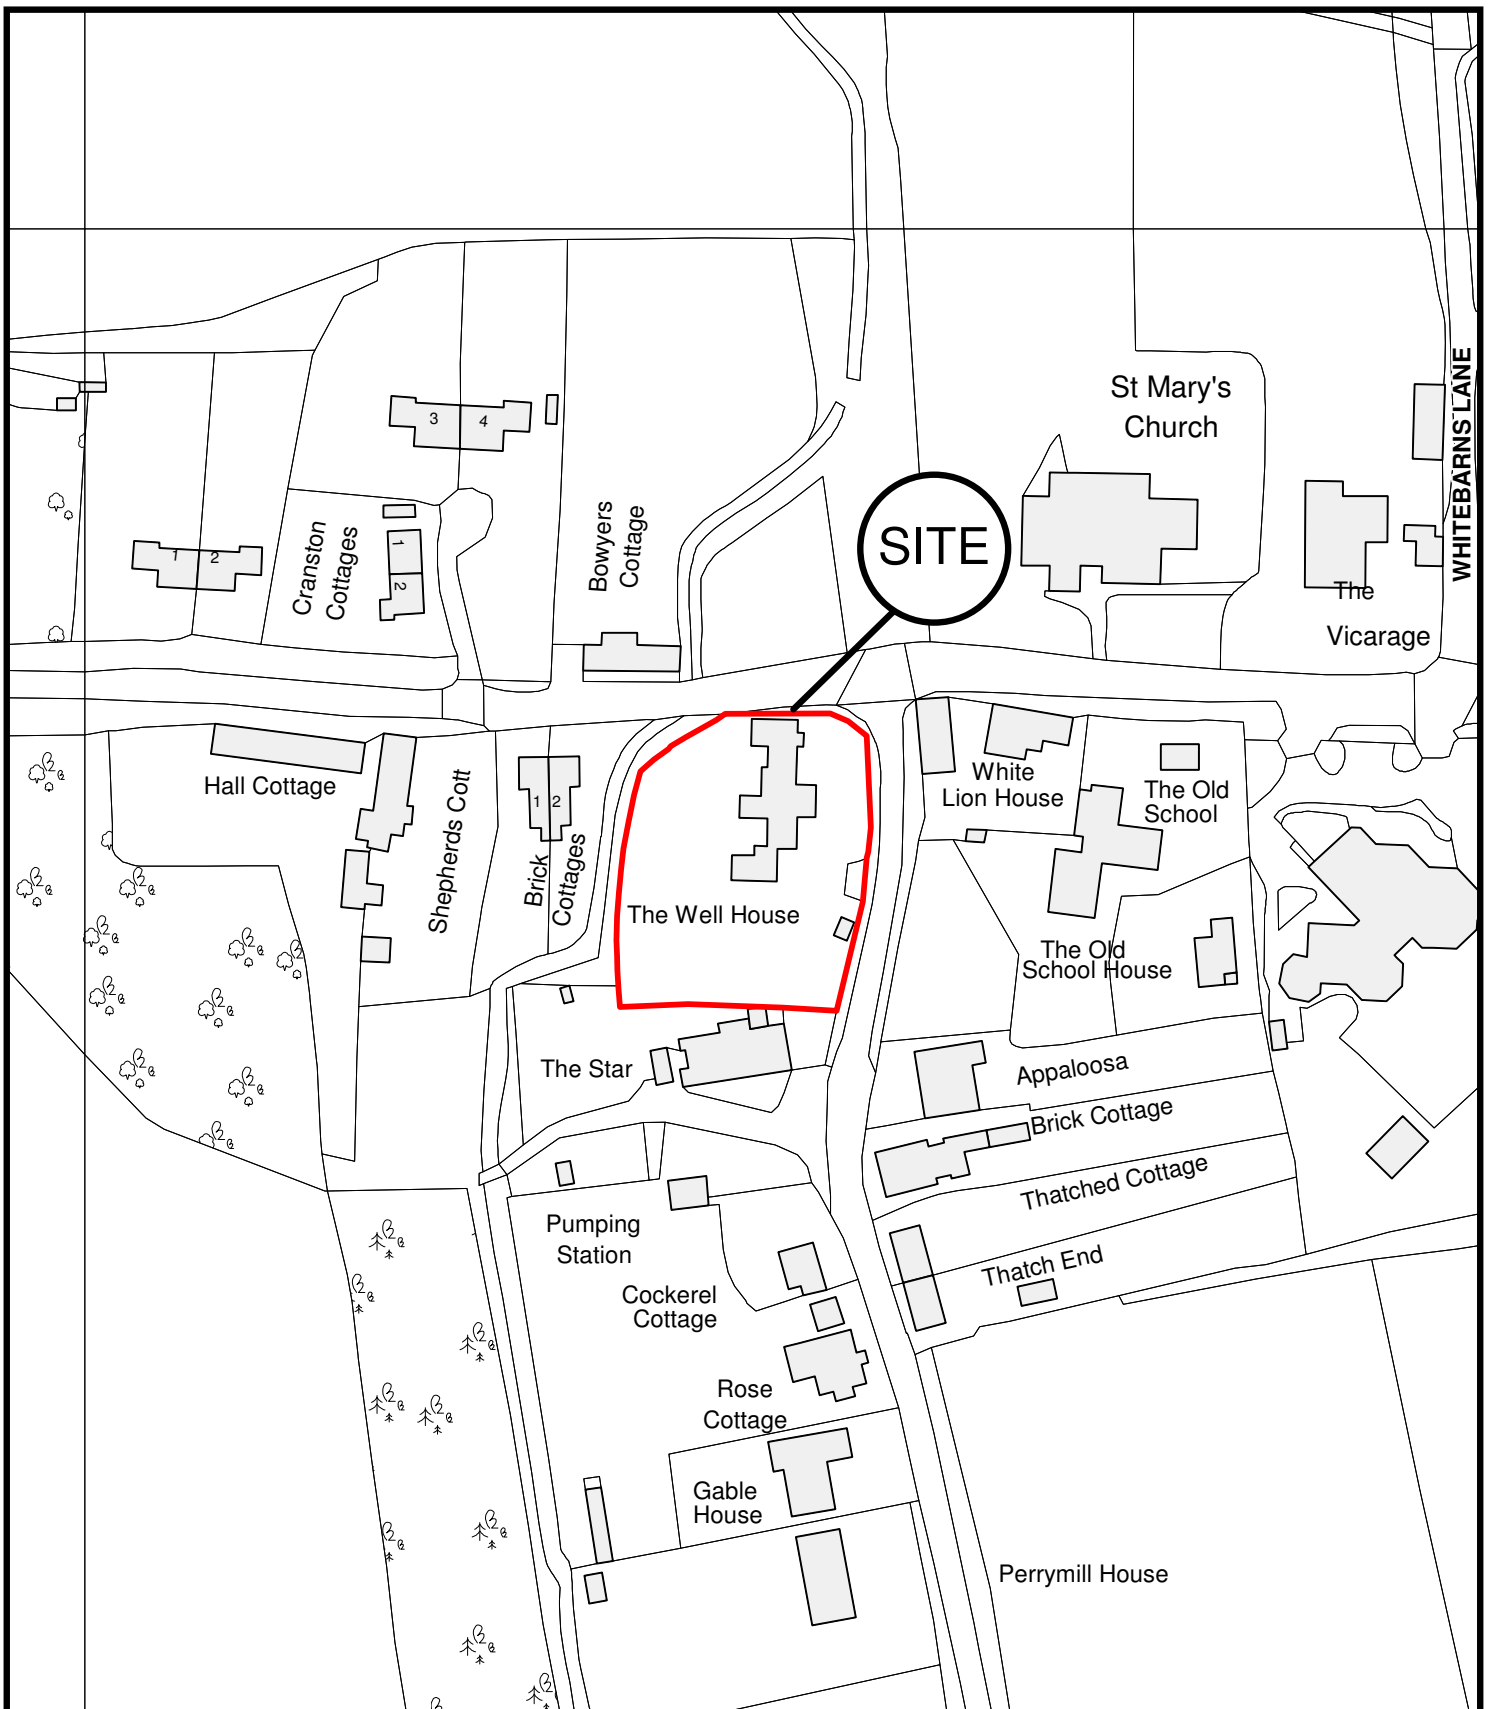 St Mary's
Church
WHITEBARNS LANE
3
4
SITE
Bowyers
Cottage
Cranston
Cottages
1
2
1
2
The
Vicarage
Hall Cottage
Shepherds Cott
1
2
Brick
Cottages
White
Lion House
The Old
School
The Well House
The Old
School House
The Star
Appaloosa
Brick Cottage
Thatched Cottage
Pumping
Station
Thatch End
Cockerel
Cottage
Rose
Cottage
Gable
House
Perrymill House